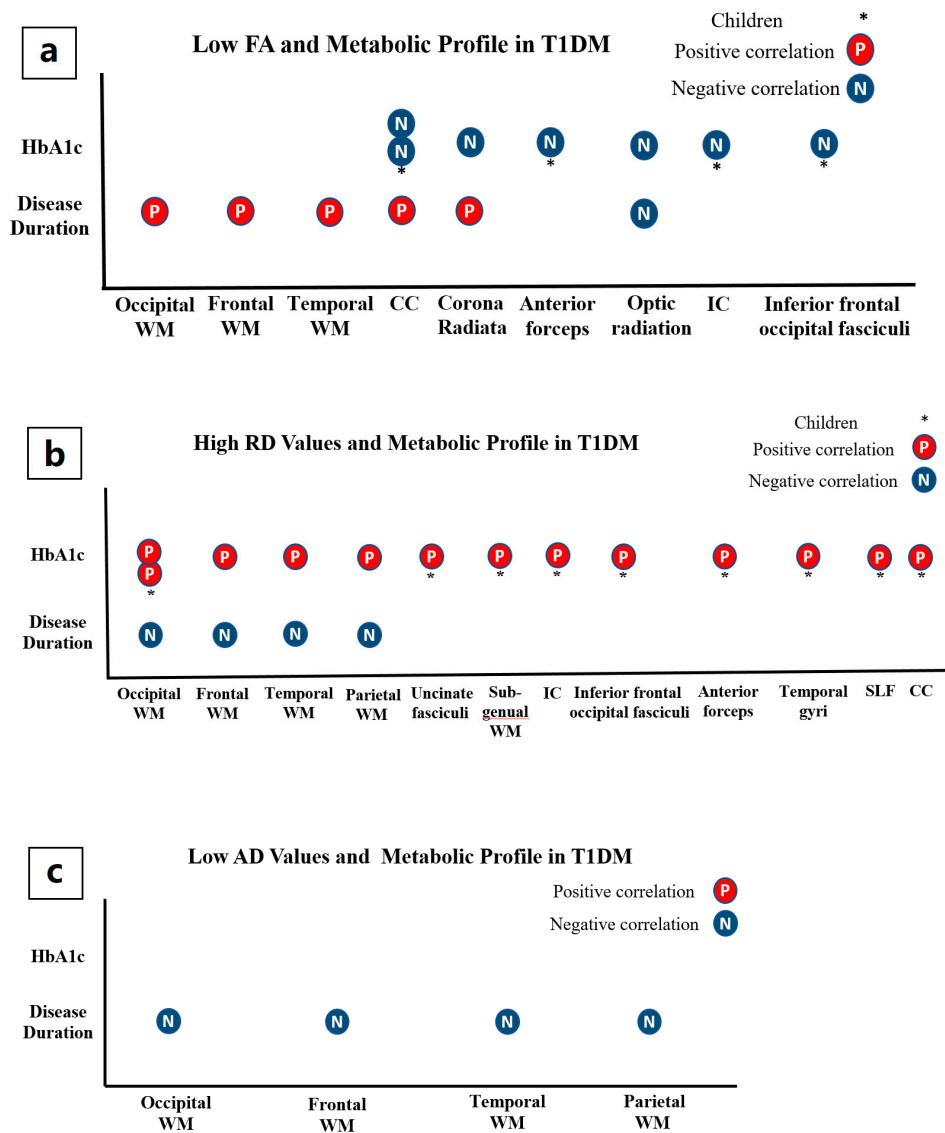 a
Low FA and Metabolic Profile in T1DM
Children *
Positive correlation P
Negative correlation N
HbA1c
N N N N N N N
* * * *
Disease
Duration
P P P P P N
Occipital
WM
Frontal
WM
Temporal
WM
CC
Corona
Radiata
Anterior
forceps
Optic
radiation
IC
Inferior frontal
occipital fasciculi
b
High RD Values and Metabolic Profile in T1DM
Children *
Positive correlation P
Negative correlation N
HbA1c
P P P P P P P P P P P P
P
* * * * * * * * *
Disease
Duration
N N N N
Occipital
WM
Frontal
WM
Temporal
WM
Parietal
WM
Uncinate
fasciculi
Sub-
genual
WM
IC
Inferior frontal
occipital fasciculi
Anterior
forceps
Temporal
gyri
SLF
CC
c
Low AD Values and Metabolic Profile in T1DM
Positive correlation P
Negative correlation N
HbA1c
Disease
Duration
N N N N
Occipital
WM
Frontal
WM
Temporal
WM
Parietal
WM